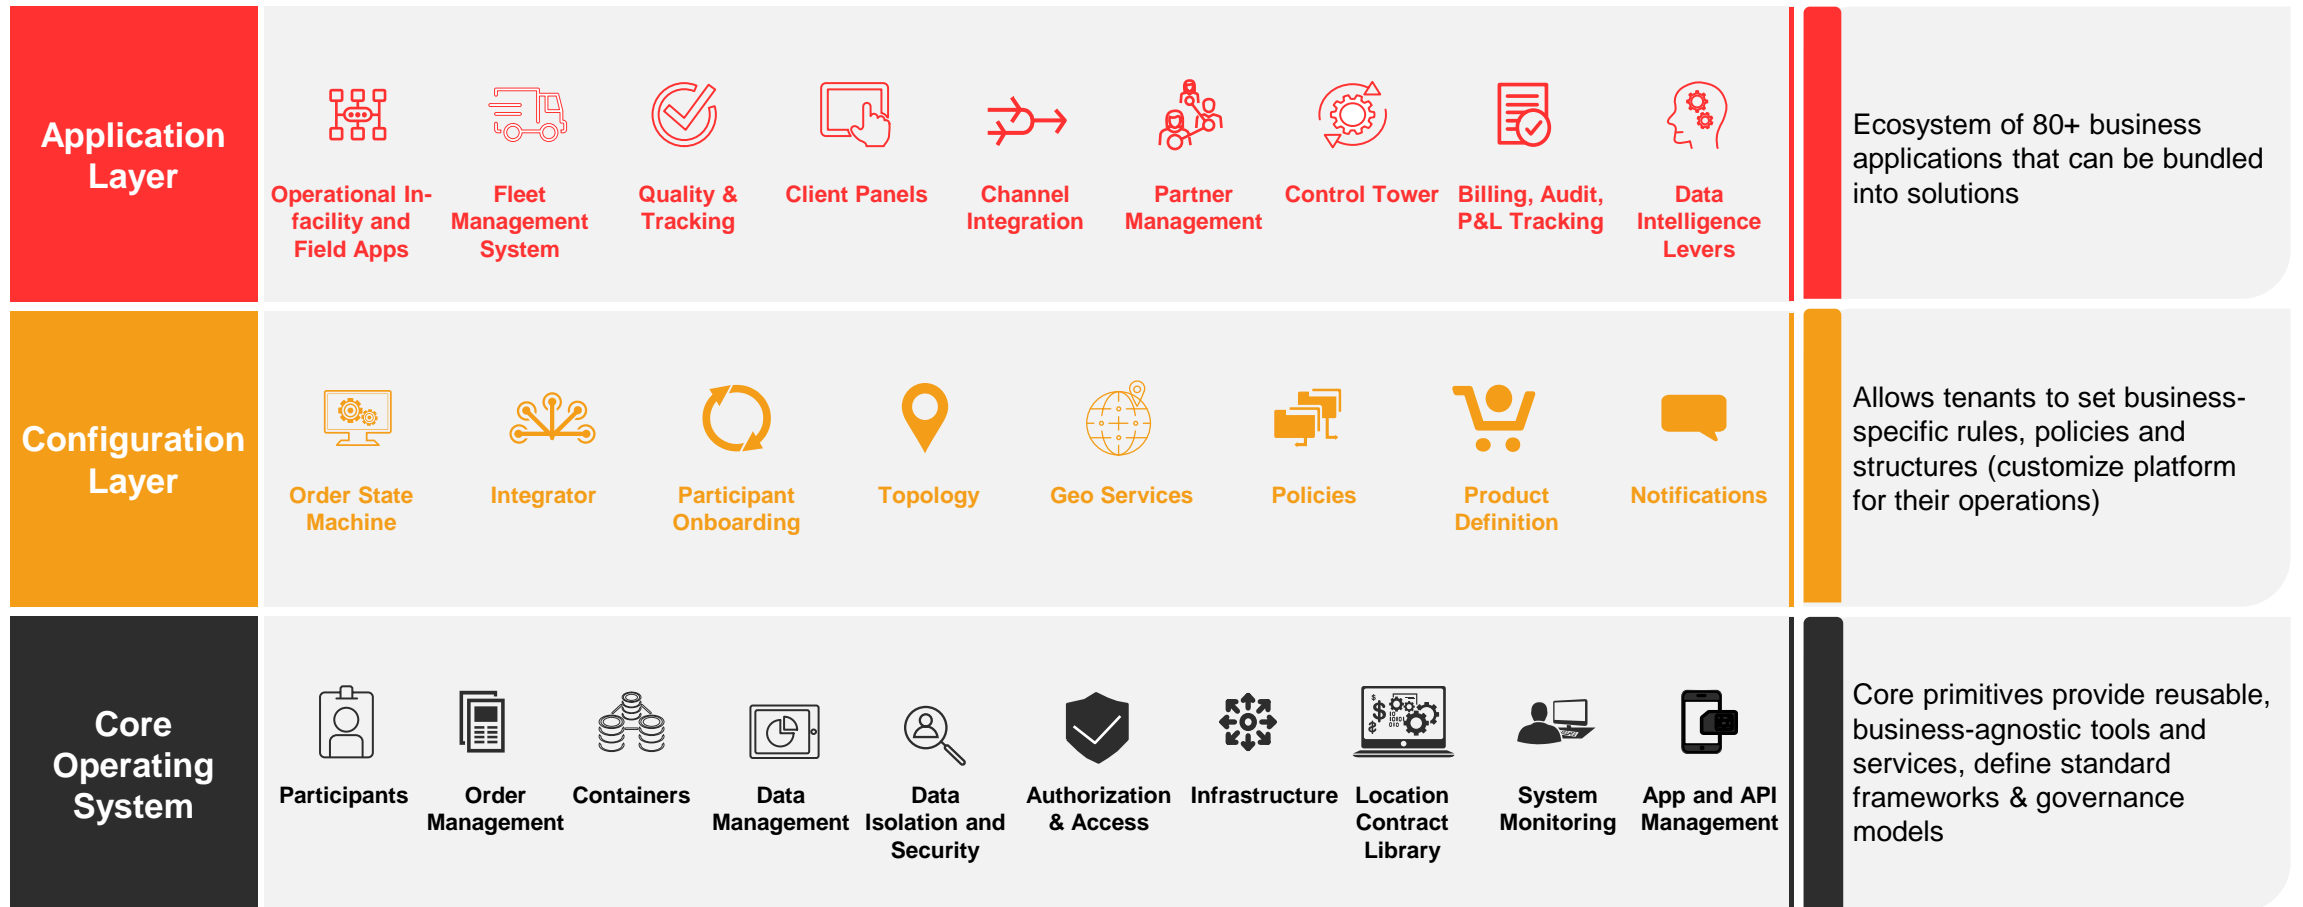 Application
Layer
Operational In-
facility and
Field Apps
Fleet
Management
System
Quality &
Tracking
Client Panels
Channel
Integration
Partner
Management
Control Tower
Billing, Audit,
P&L Tracking
Data
Intelligence
Levers
Ecosystem of 80+ business
applications that can be bundled
into solutions
Configuration
Layer
Order State
Machine
Integrator
Participant
Onboarding
Topology
Geo Services
Policies
Product
Definition
Notifications
Allows tenants to set business-
specific rules, policies and
structures (customize platform
for their operations)
Core
Operating
System
Participants
Order
Management
Containers
Data
Management
Data
Isolation and
Security
Authorization
& Access
Infrastructure
Location
Contract
Library
System
Monitoring
App and API
Management
Core primitives provide reusable,
business-agnostic tools and
services, define standard
frameworks & governance
models